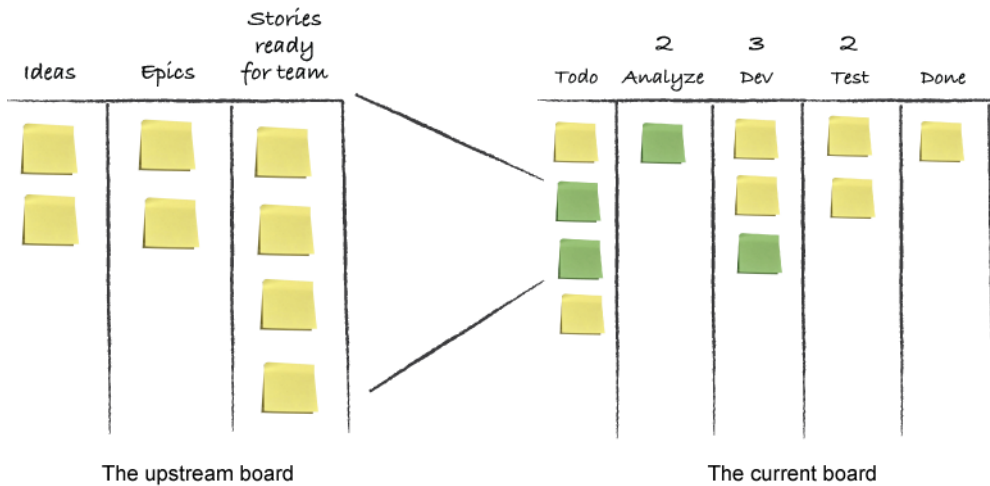 Stories
ready
for team
Ideas
Epics
2
3
2
Todo
Analyze
Dev
Test
Done
The upstream board
The current board